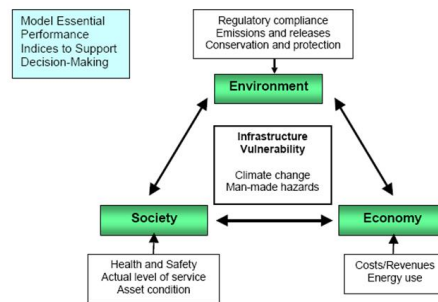 Model Essential
Performance
Indices to Support
Decision-Making
Regulatory compliance
Emissions and releases
Conservation and protection
Environment
Infrastructure
Vulnerability
Climate change
Man-made hazards
Society
Economy
Health and Safety
Actual level of service
Asset condition
Costs/Revenues
Energy use